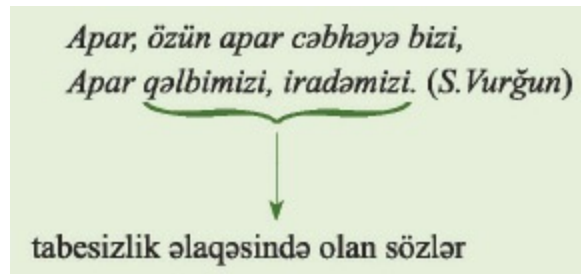 Apar, özün apar cəbhəyə bizi,
Apar qəlbimizi, iradəmizi. (S.Vurğun)
tabesizlik əlaqəsində olan sözlər